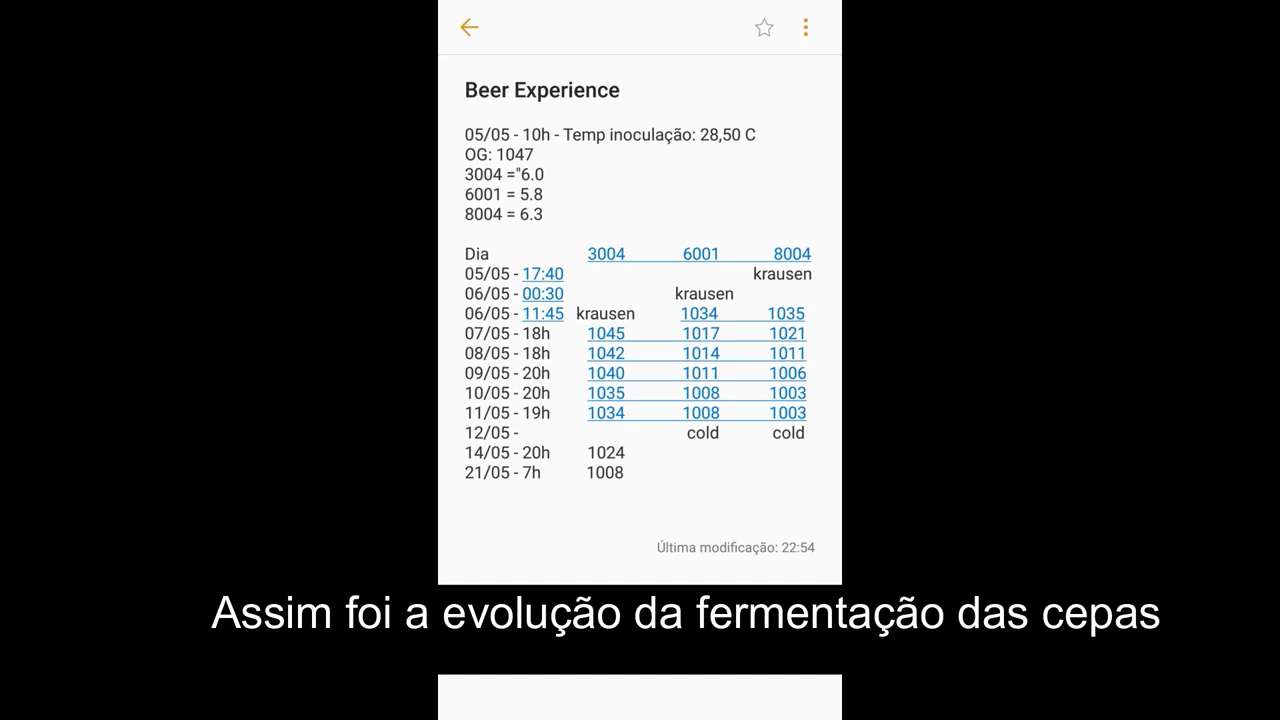 Beer Experience
05/05 - 10h - Temp inoculação: 28,50 C
OG: 1047
3004 ="6.0
6001 = 5.8
8004 = 6.3
Dia 3004 6001 8004
05/05 - 17:40 krausen
06/05 - 00:30 krausen
06/05 - 11:45 krausen 1034 1035
07/05 - 18h 1045 1017 1021
08/05 - 18h 1042 1014 1011
09/05 - 20h 1040 1011 1006
10/05 - 20h 1035 1008 1003
11/05 - 19h 1034 1008 1003
12/05 - cold cold
14/05 - 20h 1024
21/05 - 7h 1008
Última modificação: 22:54
Assim foi a evolução da fermentação das cepas